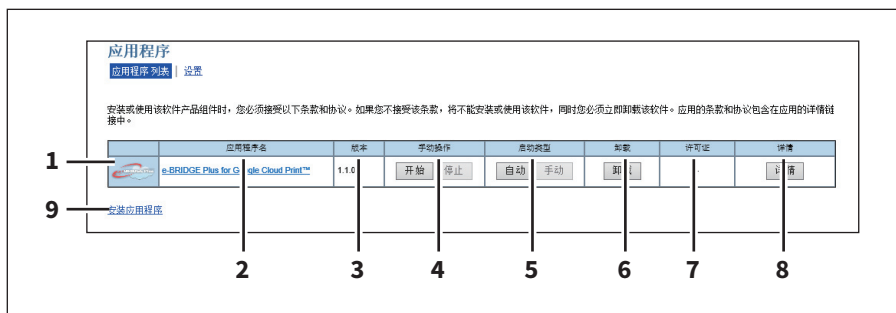 应用程序
应用程序列表 | 设置
安装或使用该软件产品组件时，您必须接受以下条款和协议。如果您不接受该条款，将不能安装或使用该软件，同时您必须立即卸载该软件。应用的条款和协议包含在应用的详情链
接中。
应用程序名 版本 手动操作 启动类型 卸载 许可证 详情
1 e-BRIDGE Plus for Google Cloud Print™ 1.1.0 开始 停止 自动 手动 卸载 详情
9 安装应用程序
2 3 4 5 6 7 8